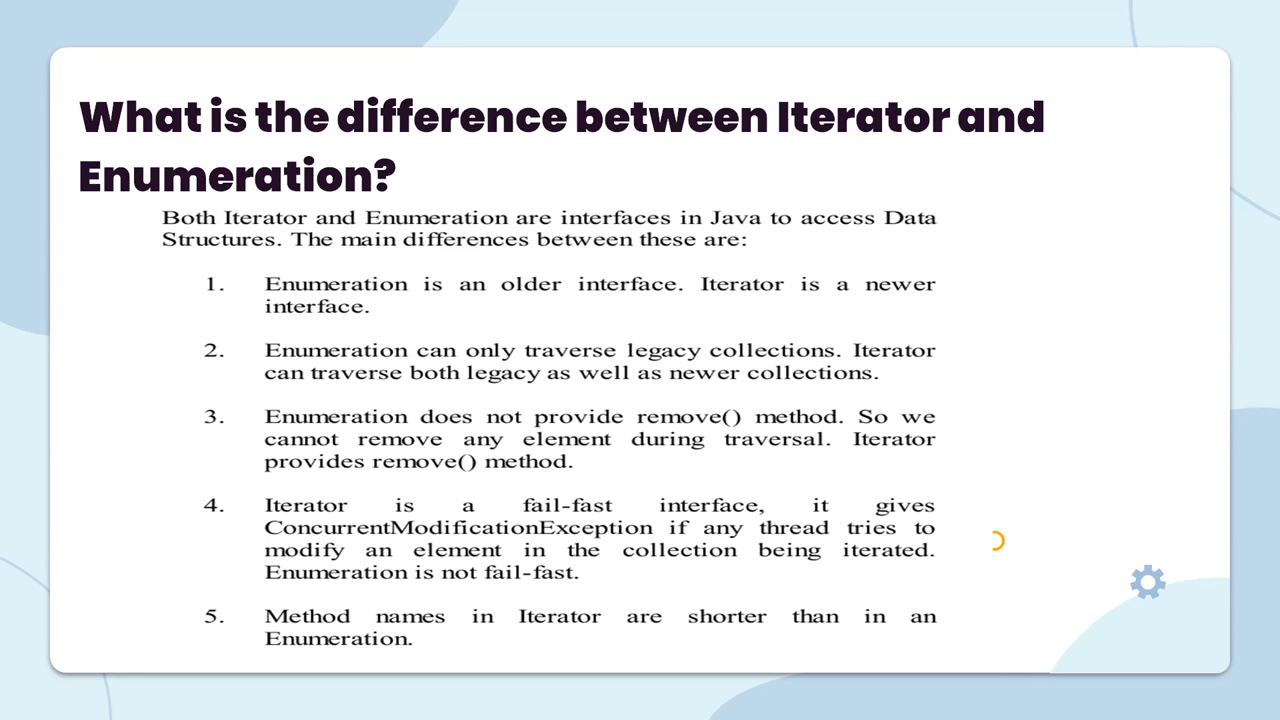 What is the difference between Iterator and
Enumeration?
Both Iterator and Enumeration are interfaces in Java to access Data
Structures. The main differences between these are:
1. Enumeration is an older interface. Iterator is a newer
interface.
2. Enumeration can only traverse legacy collections. Iterator
can traverse both legacy as well as newer collections.
3. Enumeration does not provide remove() method. So we
cannot remove any element during traversal. Iterator
provides remove() method.
4. Iterator is a fail-fast interface, it gives
ConcurrentModificationException if any thread tries to
modify an element in the collection being iterated.
Enumeration is not fail-fast.
5. Method names in Iterator are shorter than in an
Enumeration.